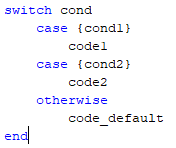 switch cond
    case {cond1}
        code1
    case {cond2}
        code2
    otherwise
        code_default
end